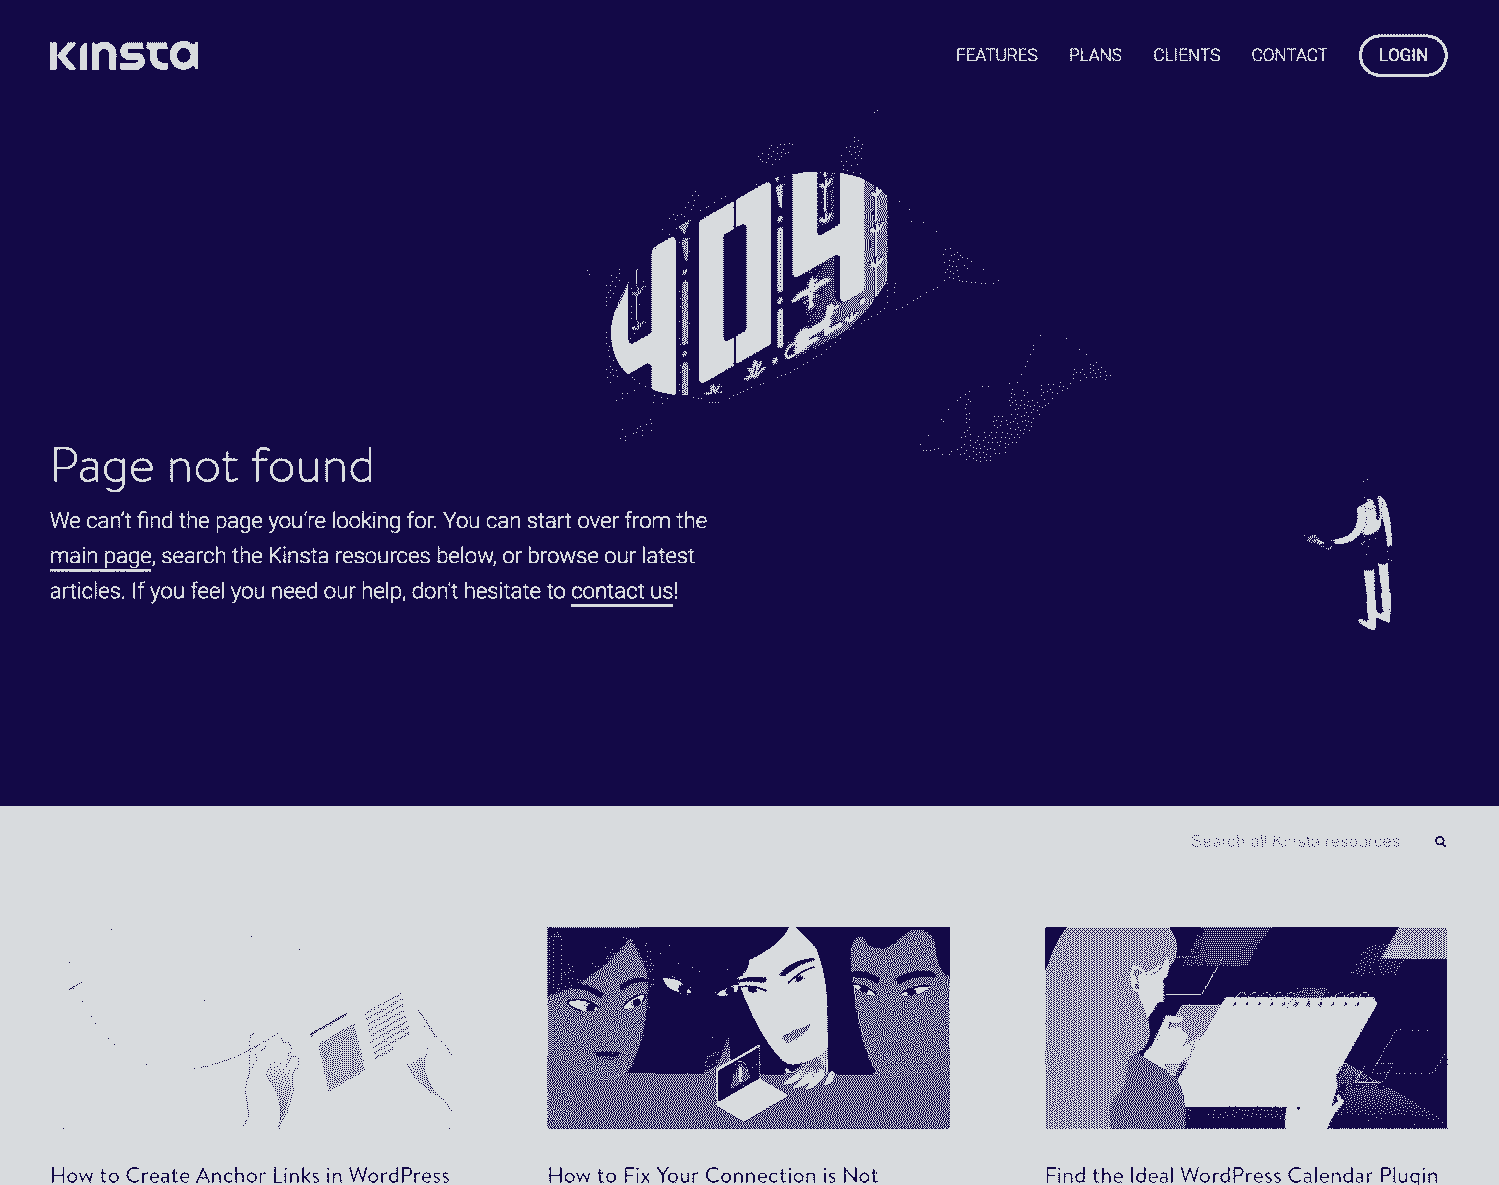 Kinsta
FEATURES
PLANS
CLIENTS
CONTACT
LOGIN
404
Page not found
We can't find the page you're looking for. You can start over from the
main page, search the Kinsta resources below, or browse our latest
articles. If you feel you need our help, don't hesitate to contact us!
Search all Kinsta resources
How to Create Anchor Links in WordPress
How to Fix Your Connection is Not
Find the Ideal WordPress Calendar Plugin